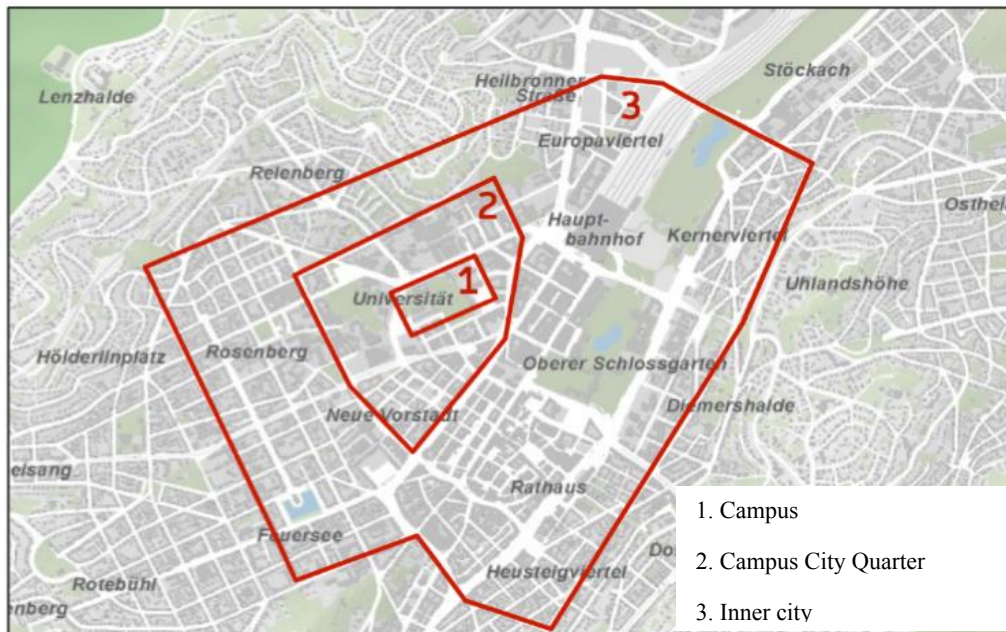 Stöckach
Heilbronner
Straße
Lenzhalde
3
Europaviertel
Relenberg
2
Haupt-
bahnhof
Osthei
Kernerviertel
1
Universität
Uhlandshöhe
Hölderlinplatz
Rosenberg
Oberer Schlossgarten
Diemershalde
Neue Vorstadt
eisang
Rathaus
Feuersee
Heusteigviertel
Rotebühl
enberg
1. Campus
2. Campus City Quarter
3. Inner city